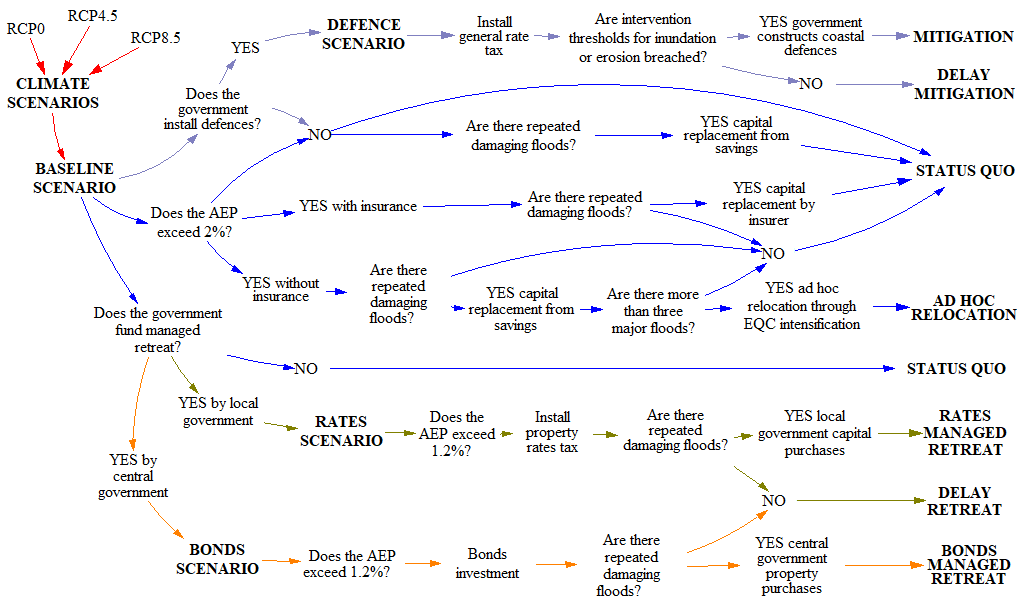 RCP0
RCP4.5
RCP8.5
CLIMATE
SCENARIOS
BASELINE
SCENARIO
Does the
government
install defences?
YES
DEFENCE
SCENARIO
Install
general rate
tax
Are intervention
thresholds for inundation
or erosion breached?
YES government
constructs coastal
defences
MITIGATION
NO
DELAY
MITIGATION
NO
Are there repeated
damaging floods?
YES capital
replacement from
savings
STATUS QUO
Does the AEP
exceed 2%?
YES with insurance
Are there repeated
damaging floods?
YES capital
replacement by
insurer
NO
YES without
insurance
Are there
repeated
damaging
floods?
YES capital
replacement from
savings
Are there more
than three
major floods?
YES ad hoc
relocation through
EQC intensification
AD HOC
RELOCATION
Does the government
fund managed
retreat?
NO
STATUS QUO
YES by local
government
RATES
SCENARIO
Does the
AEP exceed
1.2%?
Install
property
rates tax
Are there
repeated
damaging floods?
YES local
government capital
purchases
RATES
MANAGED
RETREAT
NO
DELAY
RETREAT
YES by
central
government
BONDS
SCENARIO
Does the AEP
exceed 1.2%?
Bonds
investment
Are there
repeated
damaging
floods?
YES central
government
property
purchases
BONDS
MANAGED
RETREAT